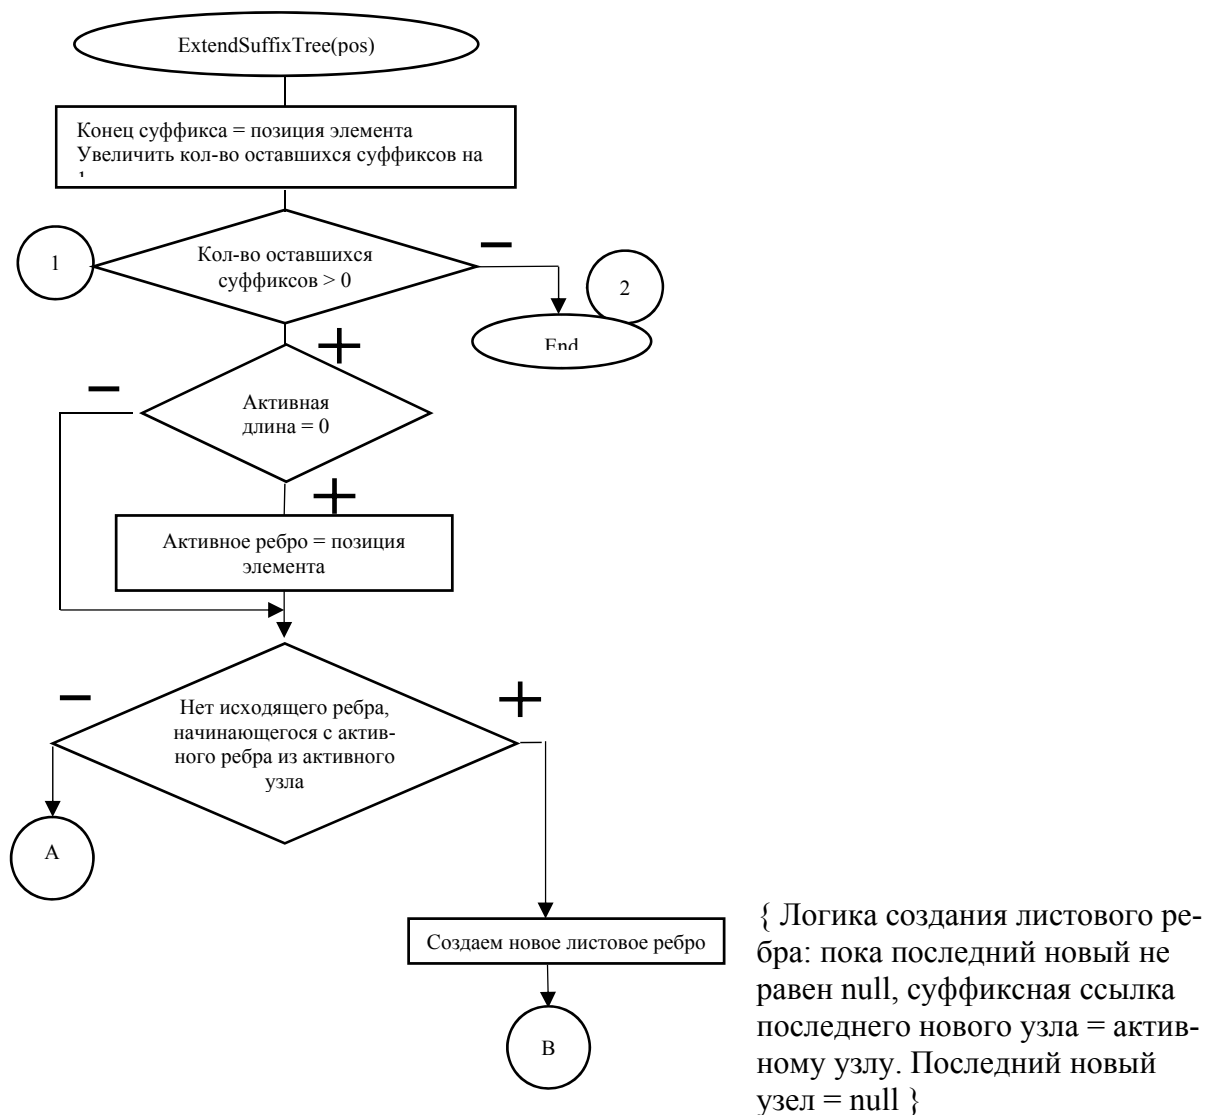 ExtendSuffixTree(pos)
Конец суффикса = позиция элемента
Увеличить кол-во оставшихся суффиксов на
1
Кол-во оставшихся
суффиксов > 0
−
2
End
+
−
Активная
длина = 0
+
Активное ребро = позиция
элемента
−
+
Нет исходящего ребра,
начинающегося с актив-
ного ребра из активного
узла
A
Создаем новое листовое ребро
B
{ Логика создания листового ре-
бра: пока последний новый не
равен null, суффиксная ссылка
последнего нового узла = актив-
ному узлу. Последний новый
узел = null }